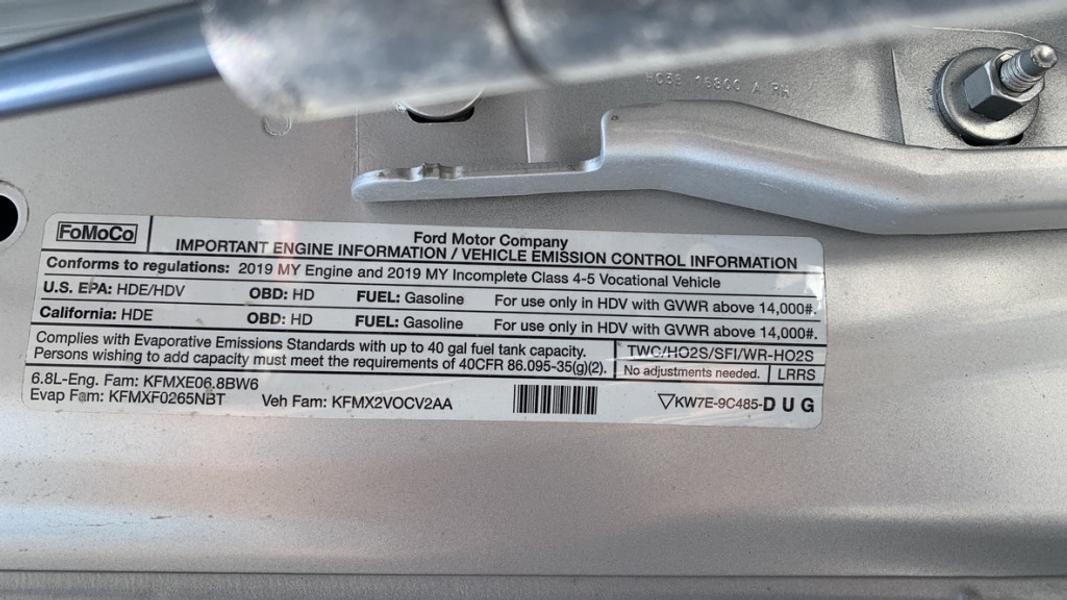 HC3B 16800 A RH
FoMoCo
Ford Motor Company
IMPORTANT ENGINE INFORMATION / VEHICLE EMISSION CONTROL INFORMATION
Conforms to regulations: 2019 MY Engine and 2019 MY Incomplete Class 4-5 Vocational Vehicle
U.S. EPA: HDE/HDV OBD: HD FUEL: Gasoline For use only in HDV with GVWR above 14,000#.
California: HDE OBD: HD FUEL: Gasoline For use only in HDV with GVWR above 14,000#.
Complies with Evaporative Emissions Standards with up to 40 gal fuel tank capacity.
Persons wishing to add capacity must meet the requirements of 40CFR 86.095-35(g)(2).
TWC/HO2S/SFI/WR-HO2S
No adjustments needed. LRRS
6.8L-Eng. Fam: KFMXE06.8BW6
Evap Fam: KFMXF0265NBT Veh Fam: KFMX2VOCV2AA
▽KW7E-9C485-D U G